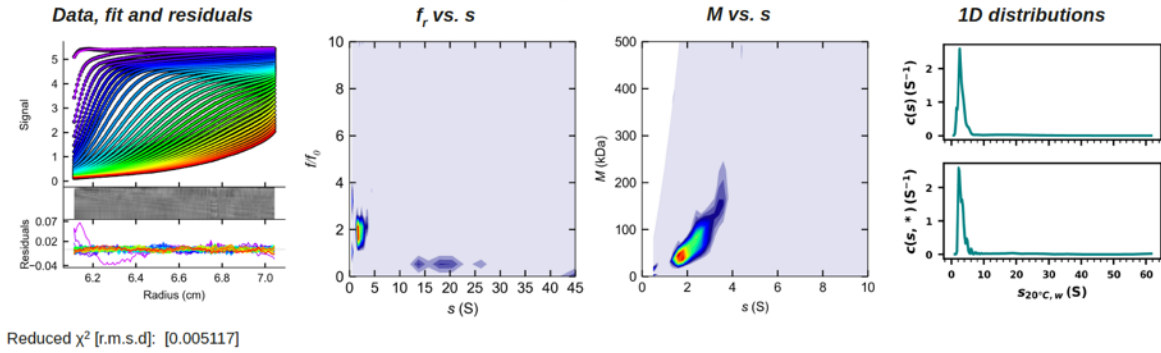 Data, fit and residuals
f_r vs. s
M vs. s
1D distributions
Signal
5
4
3
2
1
0
Residuals
0.07
0.02
−0.04
6.2 6.4 6.6 6.8 7.0
Radius (cm)
f/f₀
10
8
6
4
2
0
0 5 10 15 20 25 30 35 40 45
s (S)
M (kDa)
500
400
300
200
100
0
0 2 4 6 8 10
s (S)
c(s) (S⁻¹)
2
1
0
c(s, *) (S⁻¹)
2
1
0
0 10 20 30 40 50 60
s₂₀°C, w (S)
Reduced χ² [r.m.s.d]: [0.005117]